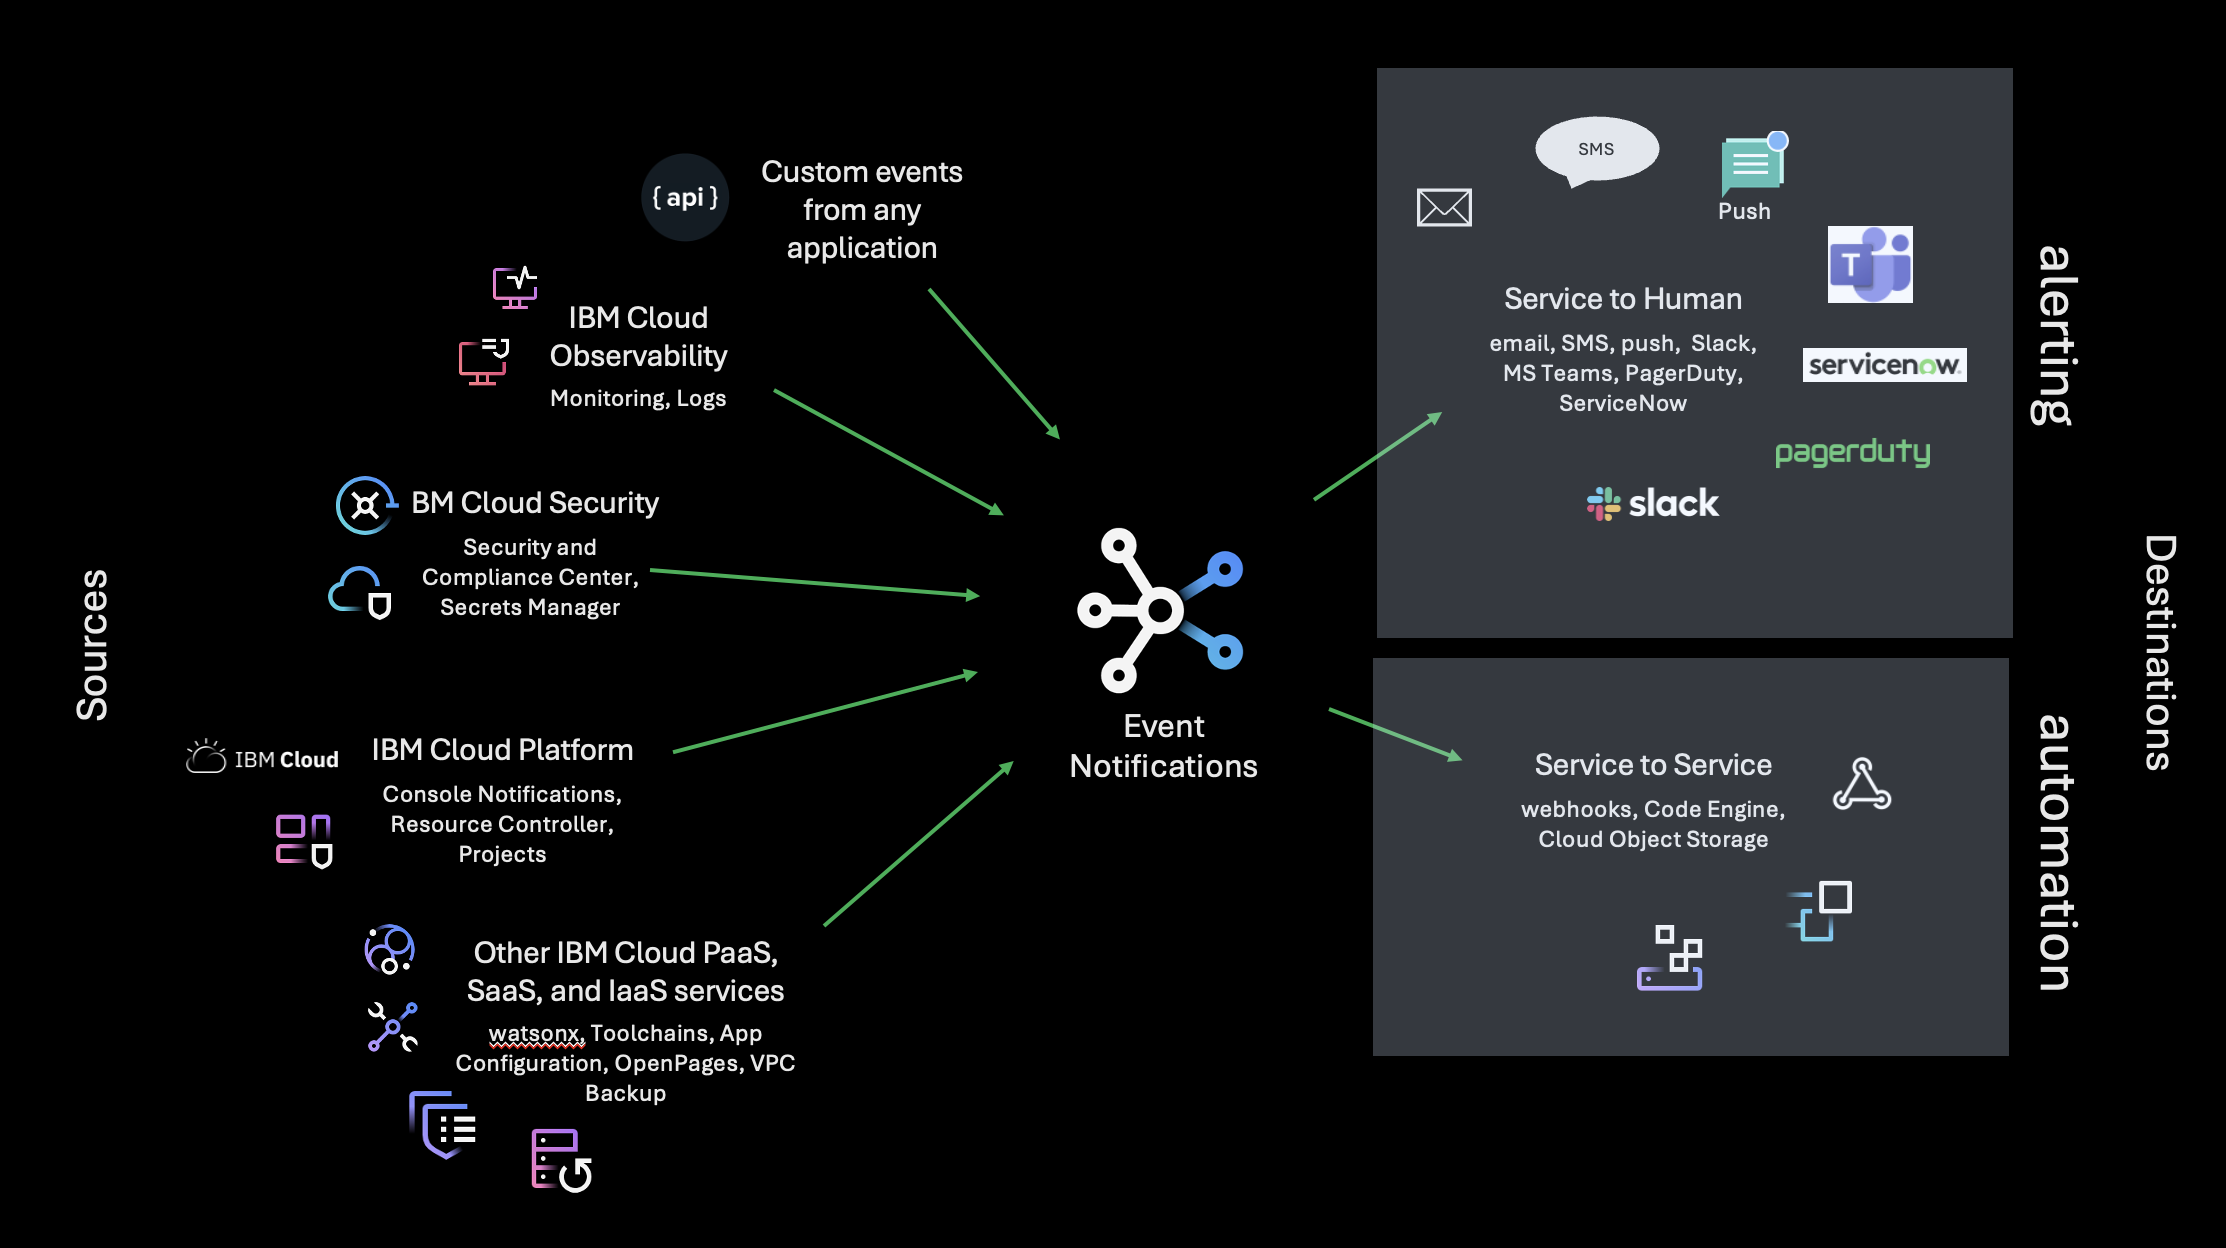 Sources
{api}
Custom events
from any
application
IBM Cloud
Observability
Monitoring, Logs
BM Cloud Security
Security and
Compliance Center,
Secrets Manager
IBM Cloud
IBM Cloud Platform
Console Notifications,
Resource Controller,
Projects
Other IBM Cloud PaaS,
SaaS, and IaaS services
watsonx, Toolchains, App
Configuration, OpenPages, VPC
Backup
Event
Notifications
SMS
Push
T
Service to Human
email, SMS, push,  Slack,
MS Teams, PagerDuty,
ServiceNow
servicenow
pagerduty
slack
alerting
Service to Service
webhooks, Code Engine,
Cloud Object Storage
automation
Destinations